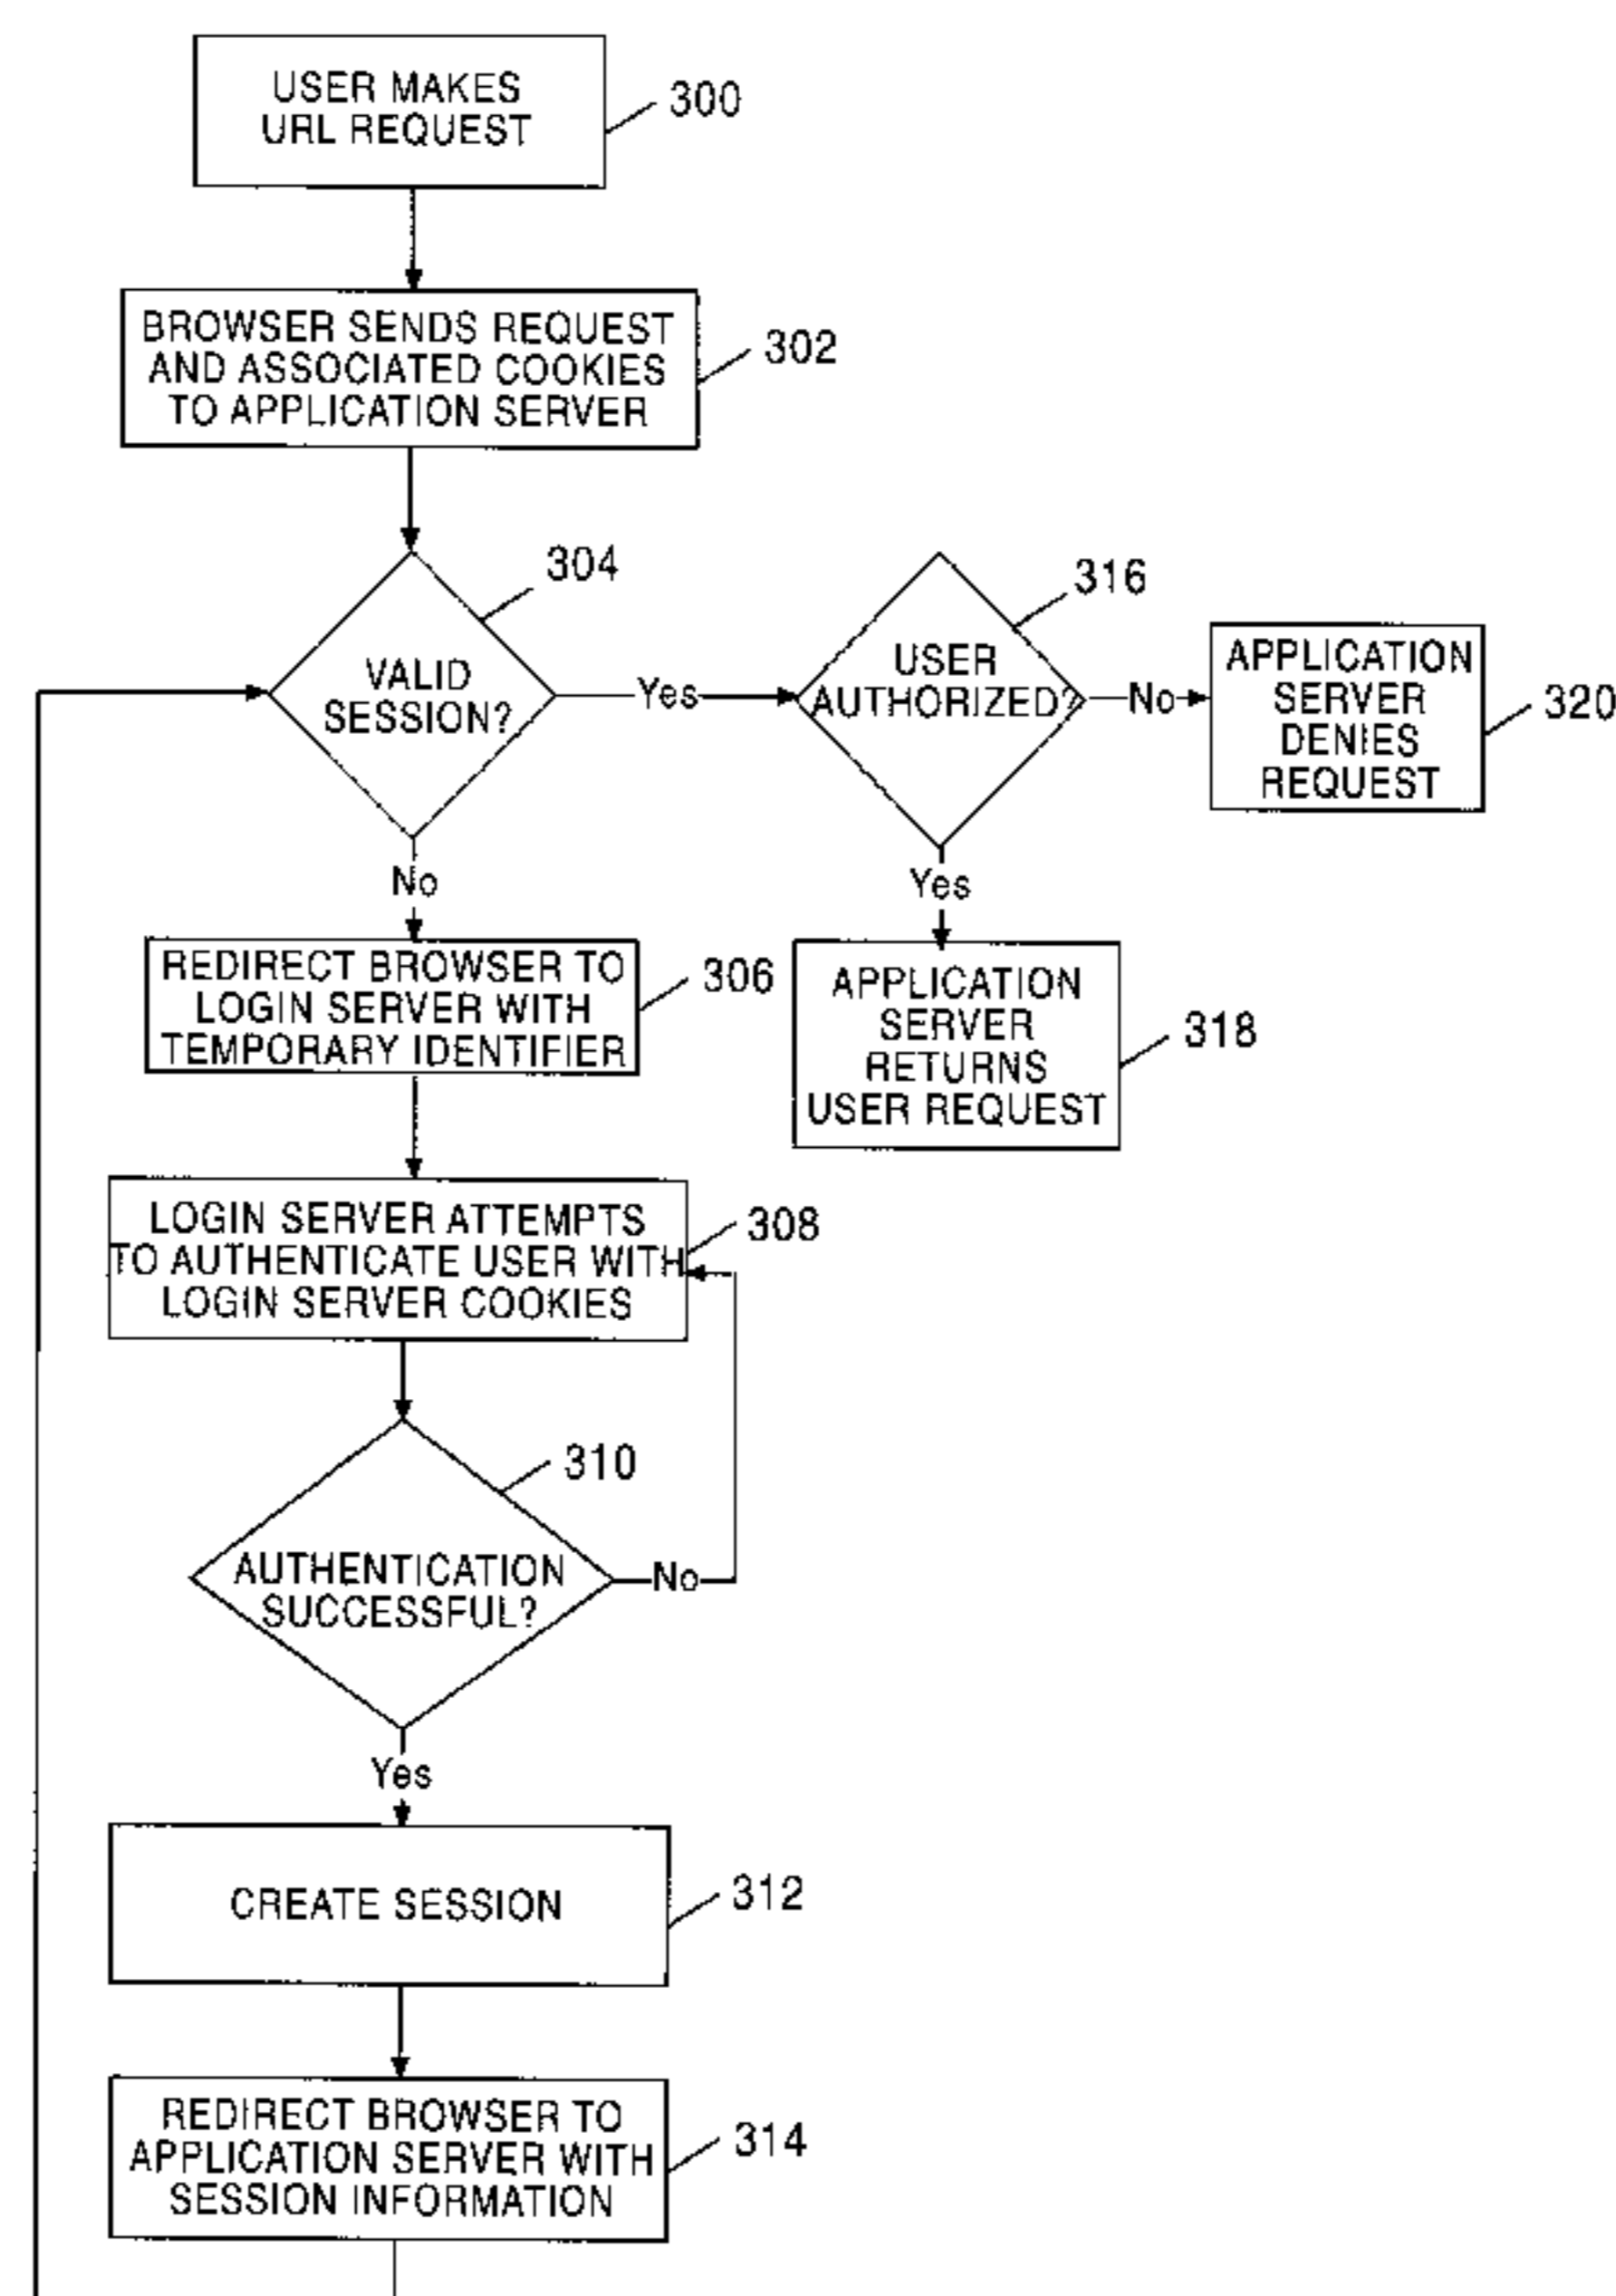 USER MAKES
URL REQUEST
300
BROWSER SENDS REQUEST
AND ASSOCIATED COOKIES
TO APPLICATION SERVER
302
304
VALID
SESSION?
Yes
316
USER
AUTHORIZED?
No
APPLICATION
SERVER
DENIES
REQUEST
320
No
Yes
REDIRECT BROWSER TO
LOGIN SERVER WITH
TEMPORARY IDENTIFIER
306
APPLICATION
SERVER
RETURNS
USER REQUEST
318
LOGIN SERVER ATTEMPTS
TO AUTHENTICATE USER WITH
LOGIN SERVER COOKIES
308
310
AUTHENTICATION
SUCCESSFUL?
No
Yes
CREATE SESSION
312
REDIRECT BROWSER TO
APPLICATION SERVER WITH
SESSION INFORMATION
314